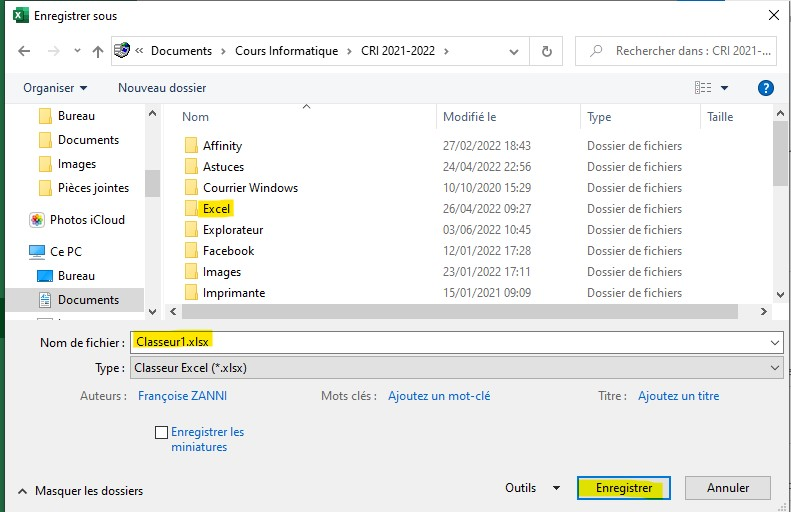 Enregistrer sous
« Documents > Cours Informatique > CRI 2021-2022 >
Rechercher dans : CRI 2021-...
Organiser
Nouveau dossier
?
Bureau
Documents
Images
Pièces jointes
Photos iCloud
Ce PC
Bureau
Documents
Nom Modifié le Type Taille
Affinity 27/02/2022 18:43 Dossier de fichiers
Astuces 24/04/2022 22:56 Dossier de fichiers
Courrier Windows 10/10/2020 15:29 Dossier de fichiers
Excel 26/04/2022 09:27 Dossier de fichiers
Explorateur 03/06/2022 10:45 Dossier de fichiers
Facebook 12/01/2022 17:28 Dossier de fichiers
Images 23/01/2022 17:11 Dossier de fichiers
Imprimante 15/01/2021 09:09 Dossier de fichiers
Nom de fichier : Classeur1.xlsx
Type : Classeur Excel (*.xlsx)
Auteurs : Françoise ZANNI Mots clés : Ajoutez un mot-clé Titre : Ajoutez un titre
Enregistrer les
miniatures
Masquer les dossiers
Outils
Enregistrer
Annuler